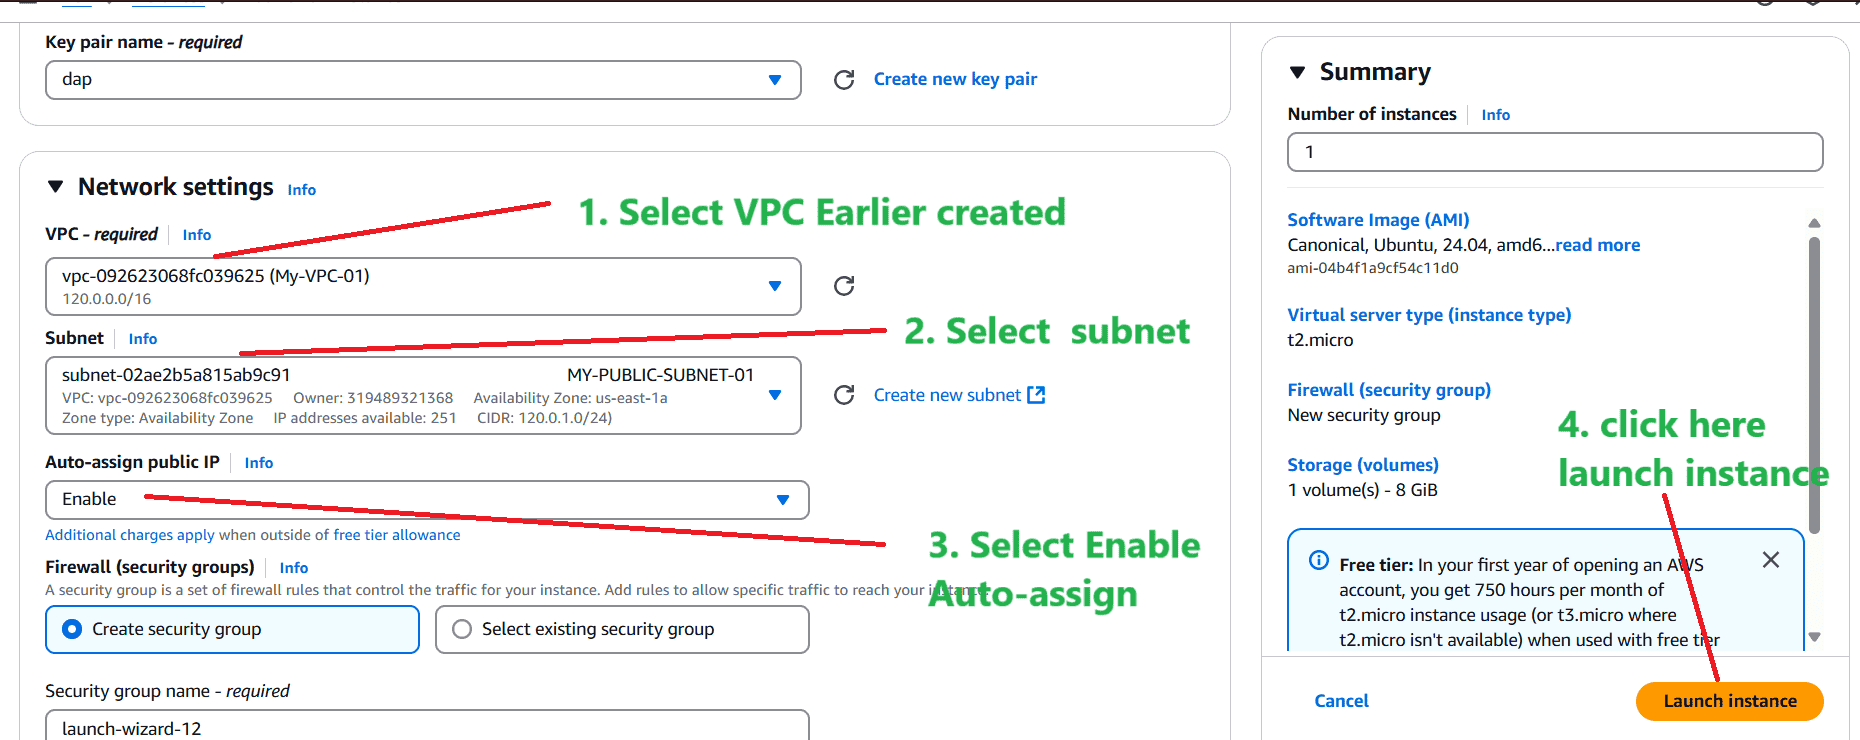 Key pair name - required
dap
Create new key pair
Network settings Info
1. Select VPC Earlier created
VPC - required Info
vpc-092623068fc039625 (My-VPC-01)
120.0.0.0/16
2. Select subnet
Subnet Info
subnet-02ae2b5a815ab9c91 MY-PUBLIC-SUBNET-01
VPC: vpc-092623068fc039625 Owner: 319489321368 Availability Zone: us-east-1a
Zone type: Availability Zone IP addresses available: 251 CIDR: 120.0.1.0/24)
Create new subnet
Auto-assign public IP Info
Enable
Additional charges apply when outside of free tier allowance
3. Select Enable
Auto-assign
Firewall (security groups) Info
A security group is a set of firewall rules that control the traffic for your instance. Add rules to allow specific traffic to reach your instance.
Create security group Select existing security group
Security group name - required
launch-wizard-12
Summary
Number of instances Info
1
Software Image (AMI)
Canonical, Ubuntu, 24.04, amd6...read more
ami-04b4f1a9cf54c11d0
Virtual server type (instance type)
t2.micro
Firewall (security group)
New security group
Storage (volumes)
1 volume(s) - 8 GiB
4. click here
launch instance
Free tier: In your first year of opening an AWS
account, you get 750 hours per month of
t2.micro instance usage (or t3.micro where
t2.micro isn't available) when used with free tier
Cancel Launch instance